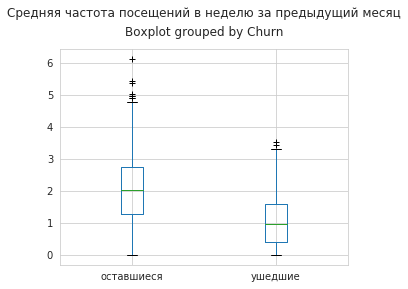 Средняя частота посещений в неделю за предыдущий месяц
Boxplot grouped by Churn
6
5
4
3
2
1
0
оставшиеся
ушедшие